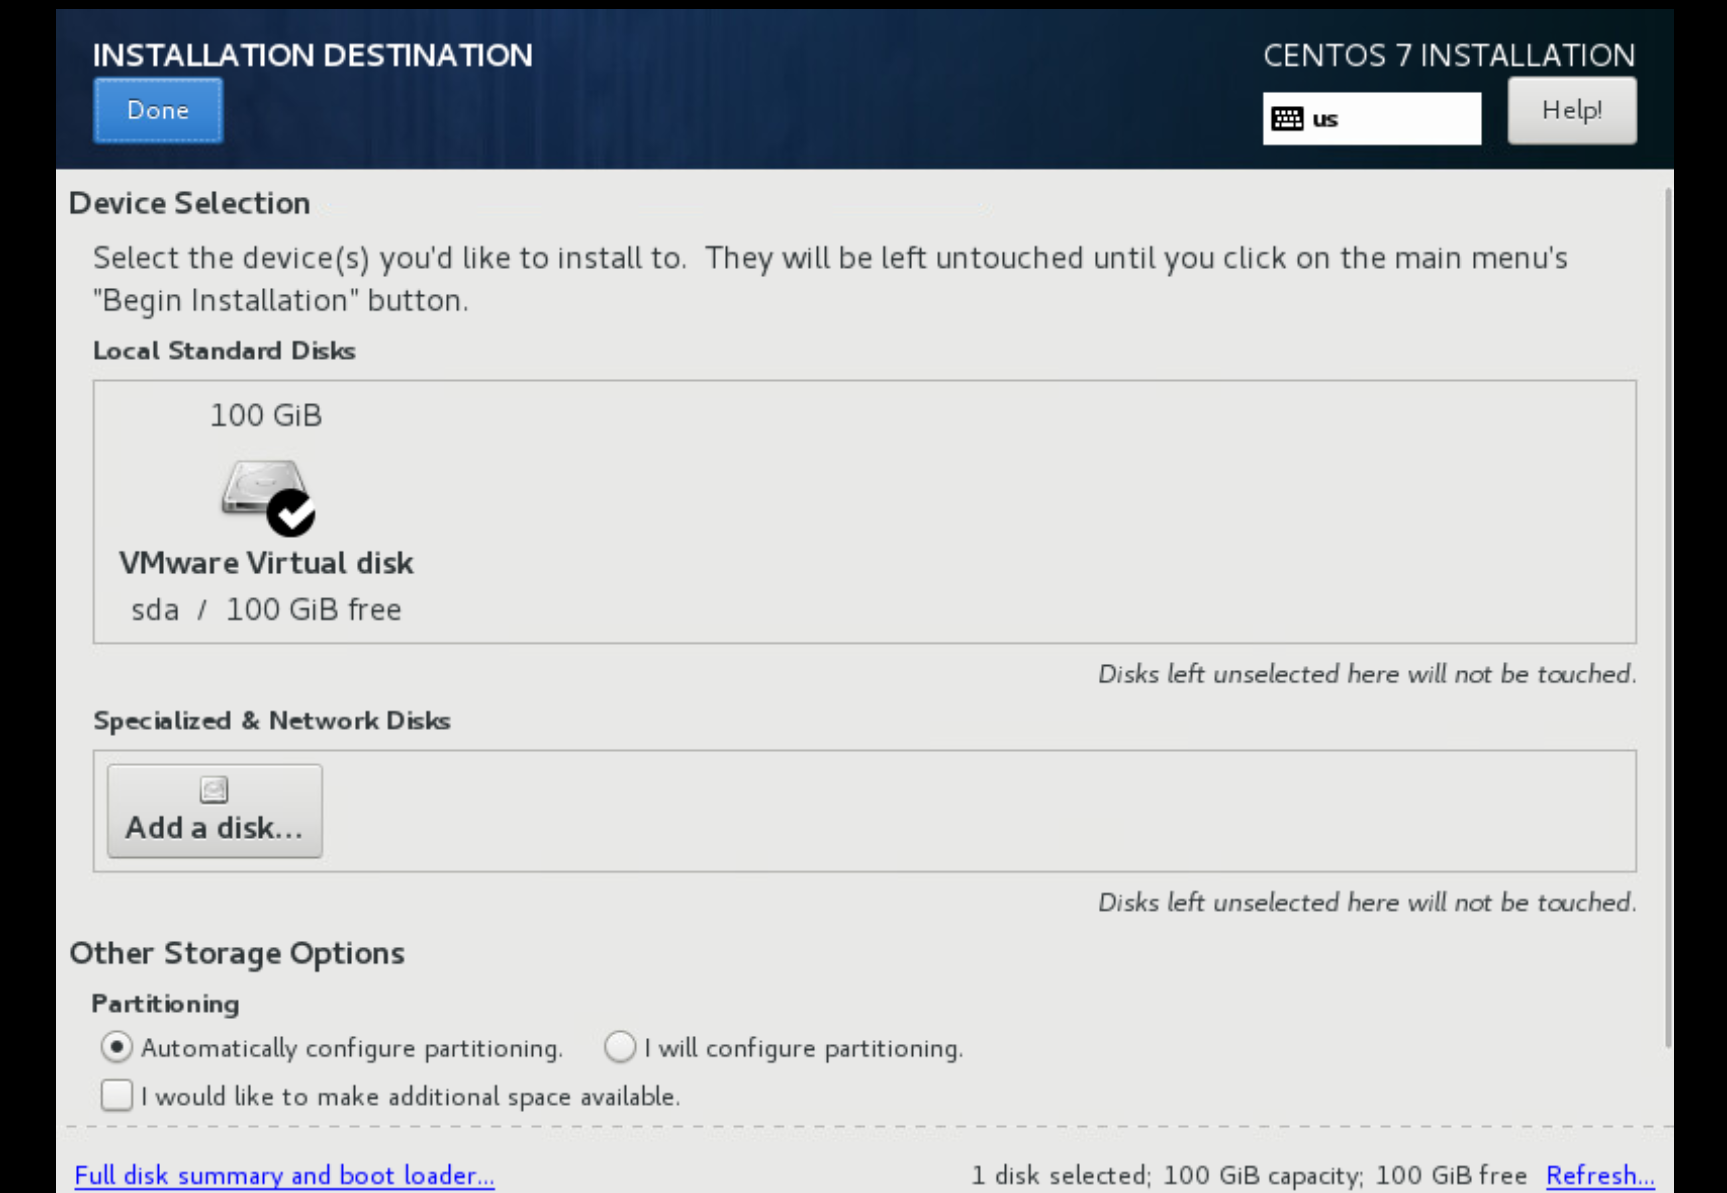 INSTALLATION DESTINATION
CENTOS 7 INSTALLATION
Done
us
Help!
Device Selection
Select the device(s) you'd like to install to.  They will be left untouched until you click on the main menu's
"Begin Installation" button.
Local Standard Disks
100 GiB
VMware Virtual disk
sda / 100 GiB free
Disks left unselected here will not be touched.
Specialized & Network Disks
Add a disk...
Disks left unselected here will not be touched.
Other Storage Options
Partitioning
Automatically configure partitioning. I will configure partitioning.
I would like to make additional space available.
Full disk summary and boot loader... 1 disk selected; 100 GiB capacity; 100 GiB free Refresh...